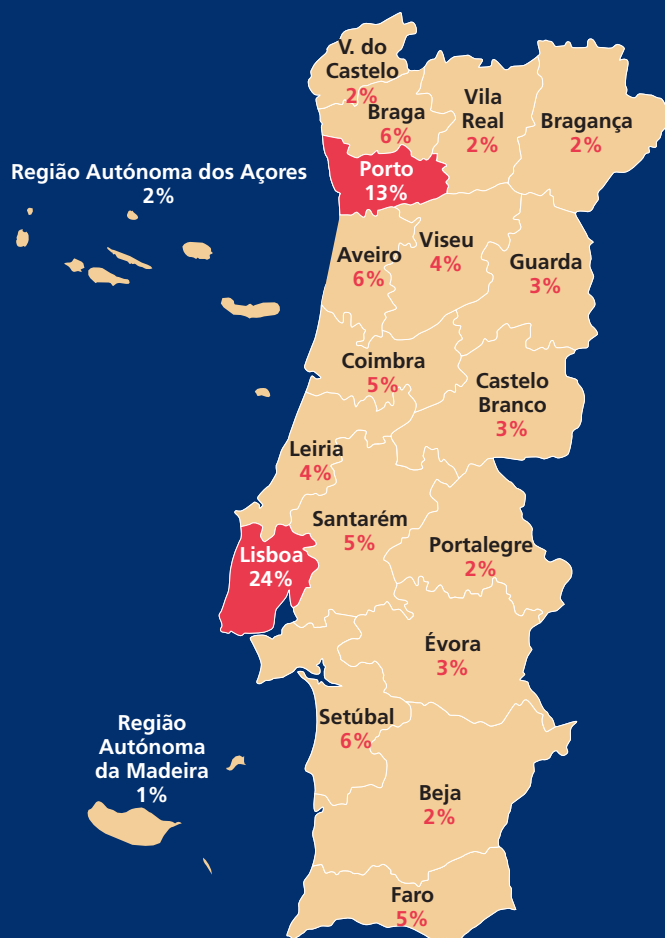 V. do
Castelo
2%
Braga
6%
Vila
Real
2%
Bragança
2%
Região Autónoma dos Açores
2%
Porto
13%
Aveiro
6%
Viseu
4%
Guarda
3%
Coimbra
5%
Castelo
Branco
3%
Leiria
4%
Santarém
5%
Lisboa
24%
Portalegre
2%
Évora
3%
Setúbal
6%
Região
Autónoma
da Madeira
1%
Beja
2%
Faro
5%